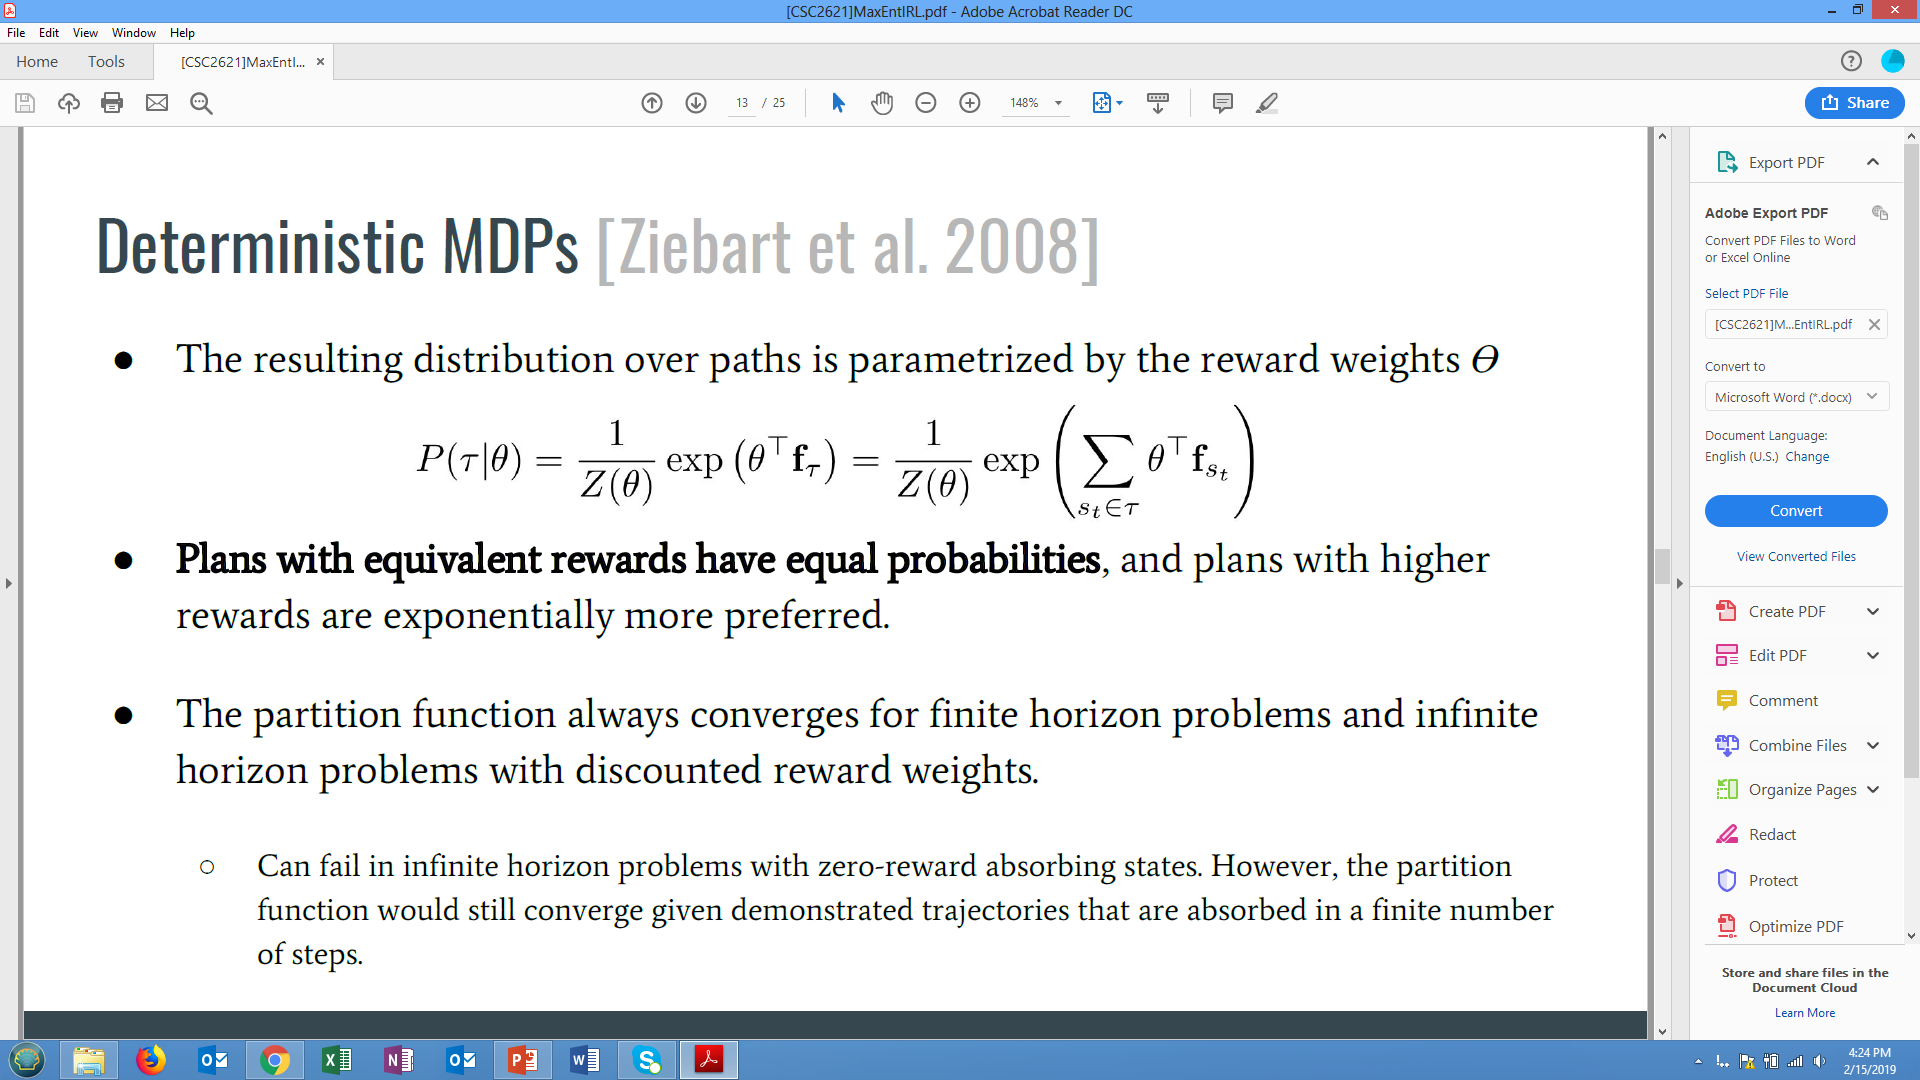 [CSC2621]MaxEntIRL.pdf - Adobe Acrobat Reader DC
File Edit View Window Help
Home Tools [CSC2621]MaxEntI... ×
13 / 25 148% Share
Deterministic MDPs [Ziebart et al. 2008]
● The resulting distribution over paths is parametrized by the reward weights Θ
P(τ|θ) = 1/Z(θ) exp (θ⊤f_τ) = 1/Z(θ) exp (∑_{s_t∈τ} θ⊤f_{s_t})
● Plans with equivalent rewards have equal probabilities, and plans with higher
rewards are exponentially more preferred.
● The partition function always converges for finite horizon problems and infinite
horizon problems with discounted reward weights.
○ Can fail in infinite horizon problems with zero-reward absorbing states. However, the partition
function would still converge given demonstrated trajectories that are absorbed in a finite number
of steps.
Export PDF
Adobe Export PDF
Convert PDF Files to Word
or Excel Online
Select PDF File
[CSC2621]M...EntIRL.pdf
Convert to
Microsoft Word (*.docx)
Document Language:
English (U.S.) Change
Convert
View Converted Files
Create PDF
Edit PDF
Comment
Combine Files
Organize Pages
Redact
Protect
Optimize PDF
Store and share files in the
Document Cloud
Learn More
4:24 PM
2/15/2019